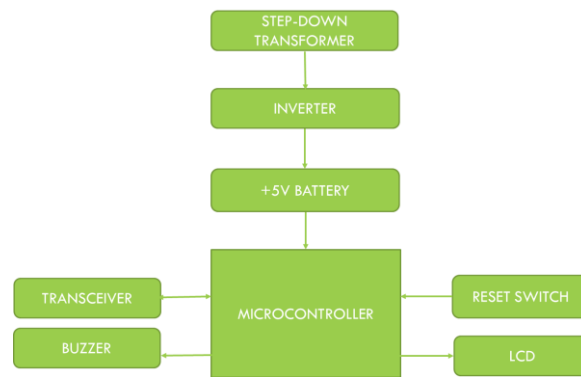 STEP-DOWN
TRANSFORMER
INVERTER
+5V BATTERY
TRANSCEIVER
MICROCONTROLLER
RESET SWITCH
BUZZER
LCD